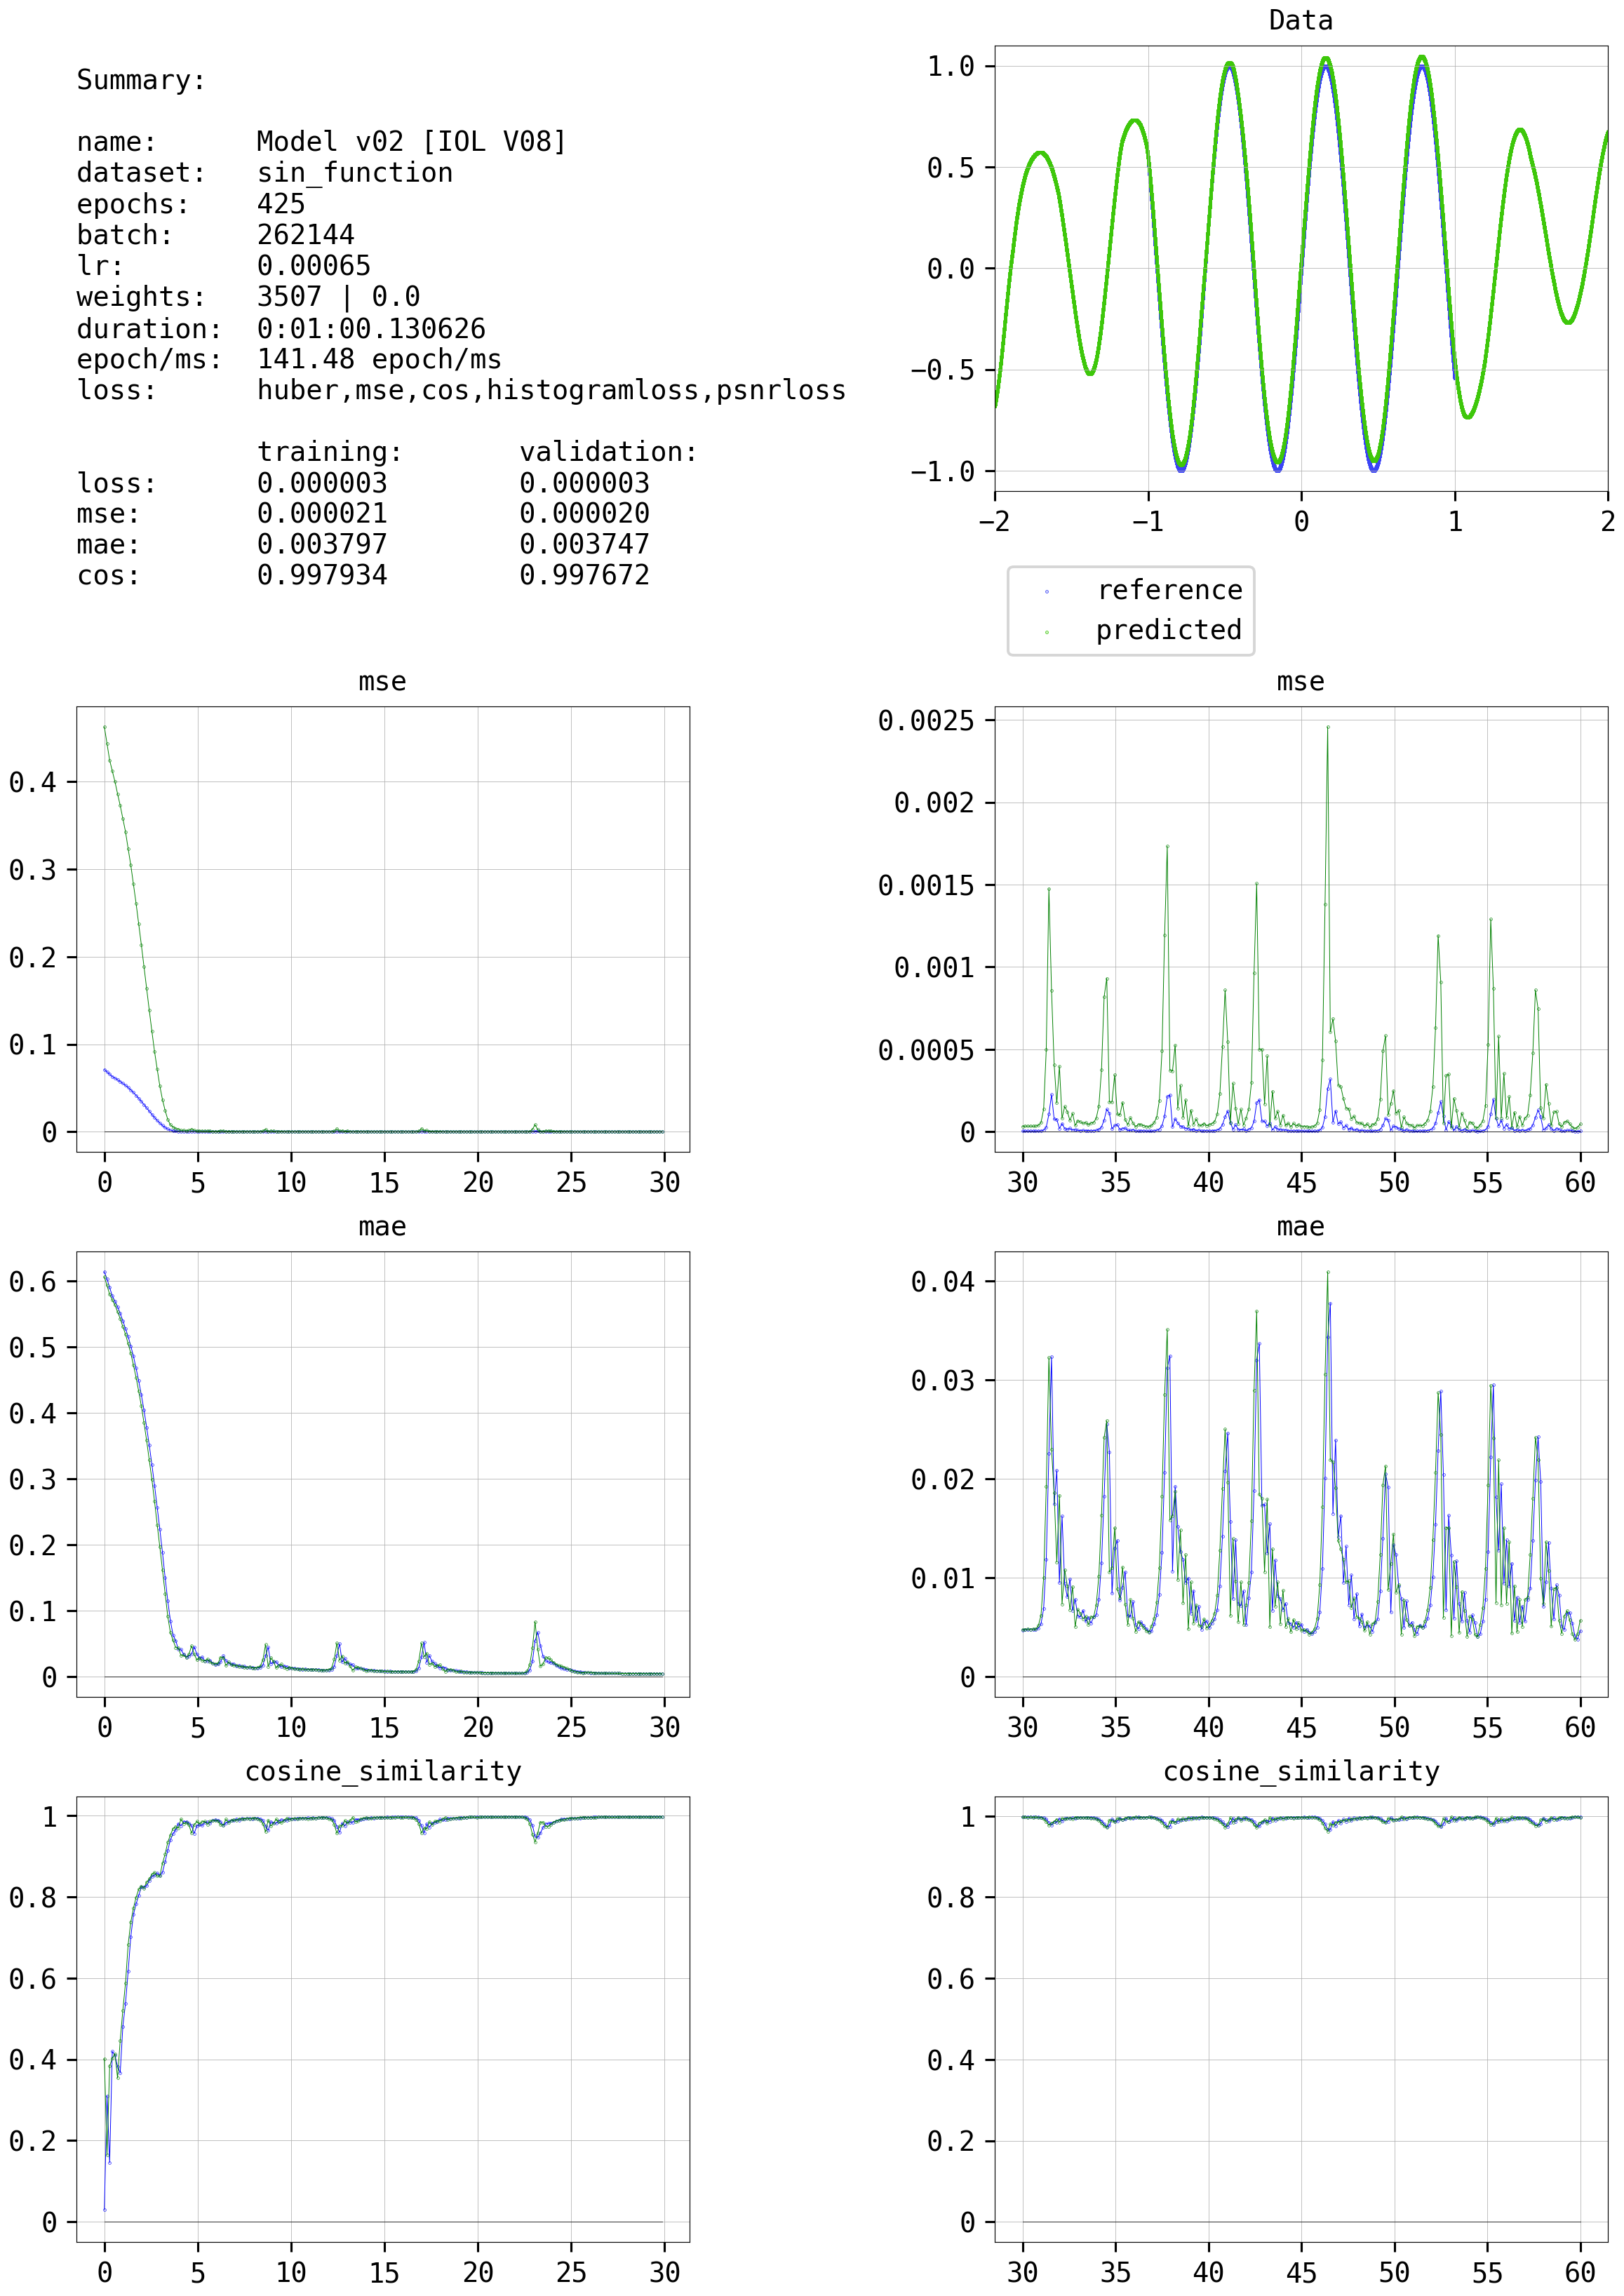 Summary:
name: Model v02 [IOL V08]
dataset: sin_function
epochs: 425
batch: 262144
lr: 0.00065
weights: 3507 | 0.0
duration: 0:01:00.130626
epoch/ms: 141.48 epoch/ms
loss: huber,mse,cos,histogramloss,psnrloss
training: validation:
loss: 0.000003 0.000003
mse: 0.000021 0.000020
mae: 0.003797 0.003747
cos: 0.997934 0.997672
Data
1.0
0.5
0.0
−0.5
−1.0
−2 −1 0 1 2
reference
predicted
mse
0.4
0.3
0.2
0.1
0
0 5 10 15 20 25 30
mse
0.0025
0.002
0.0015
0.001
0.0005
0
30 35 40 45 50 55 60
mae
0.6
0.5
0.4
0.3
0.2
0.1
0
0 5 10 15 20 25 30
mae
0.04
0.03
0.02
0.01
0
30 35 40 45 50 55 60
cosine_similarity
1
0.8
0.6
0.4
0.2
0
0 5 10 15 20 25 30
cosine_similarity
1
0.8
0.6
0.4
0.2
0
30 35 40 45 50 55 60